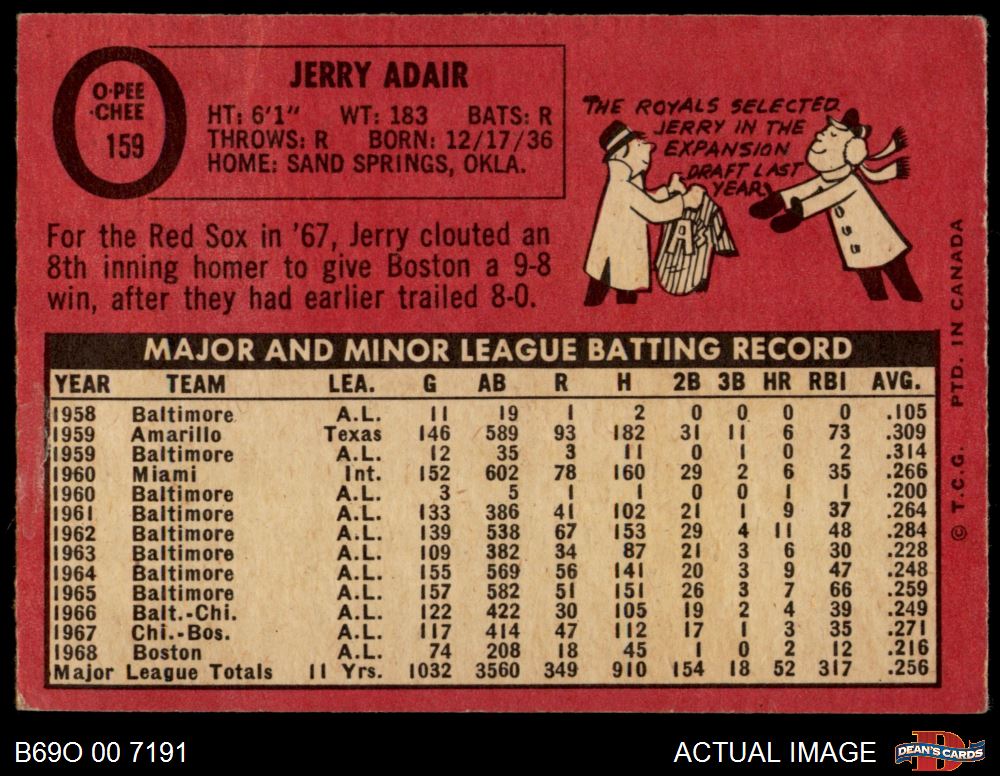 O-PEE
-CHEE
159
JERRY ADAIR
HT: 6'1" WT: 183 BATS: R
THROWS: R BORN: 12/17/36
HOME: SAND SPRINGS, OKLA.
THE ROYALS SELECTED
JERRY IN THE
EXPANSION
DRAFT LAST
YEAR.
A
For the Red Sox in '67, Jerry clouted an
8th inning homer to give Boston a 9-8
win, after they had earlier trailed 8-0.
MAJOR AND MINOR LEAGUE BATTING RECORD
YEAR TEAM LEA. G AB R H 2B 3B HR RBI AVG.
1958 Baltimore A.L. 11 19 1 2 0 0 0 0 .105
1959 Amarillo Texas 146 589 93 182 31 11 6 73 .309
1959 Baltimore A.L. 12 35 3 11 0 1 0 2 .314
1960 Miami Int. 152 602 78 160 29 2 6 35 .266
1960 Baltimore A.L. 3 5 1 1 0 0 1 1 .200
1961 Baltimore A.L. 133 386 41 102 21 1 9 37 .264
1962 Baltimore A.L. 139 538 67 153 29 4 11 48 .284
1963 Baltimore A.L. 109 382 34 87 21 3 6 30 .228
1964 Baltimore A.L. 155 569 56 141 20 3 9 47 .248
1965 Baltimore A.L. 157 582 51 151 26 3 7 66 .259
1966 Balt.-Chi. A.L. 122 422 30 105 19 2 4 39 .249
1967 Chi.-Bos. A.L. 117 414 47 112 17 1 3 35 .271
1968 Boston A.L. 74 208 18 45 1 0 2 12 .216
Major League Totals 11 Yrs. 1032 3560 349 910 154 18 52 317 .256
© T.C.G. PTD. IN CANADA
B69O 00 7191
ACTUAL IMAGE
D
DEAN'S CARDS